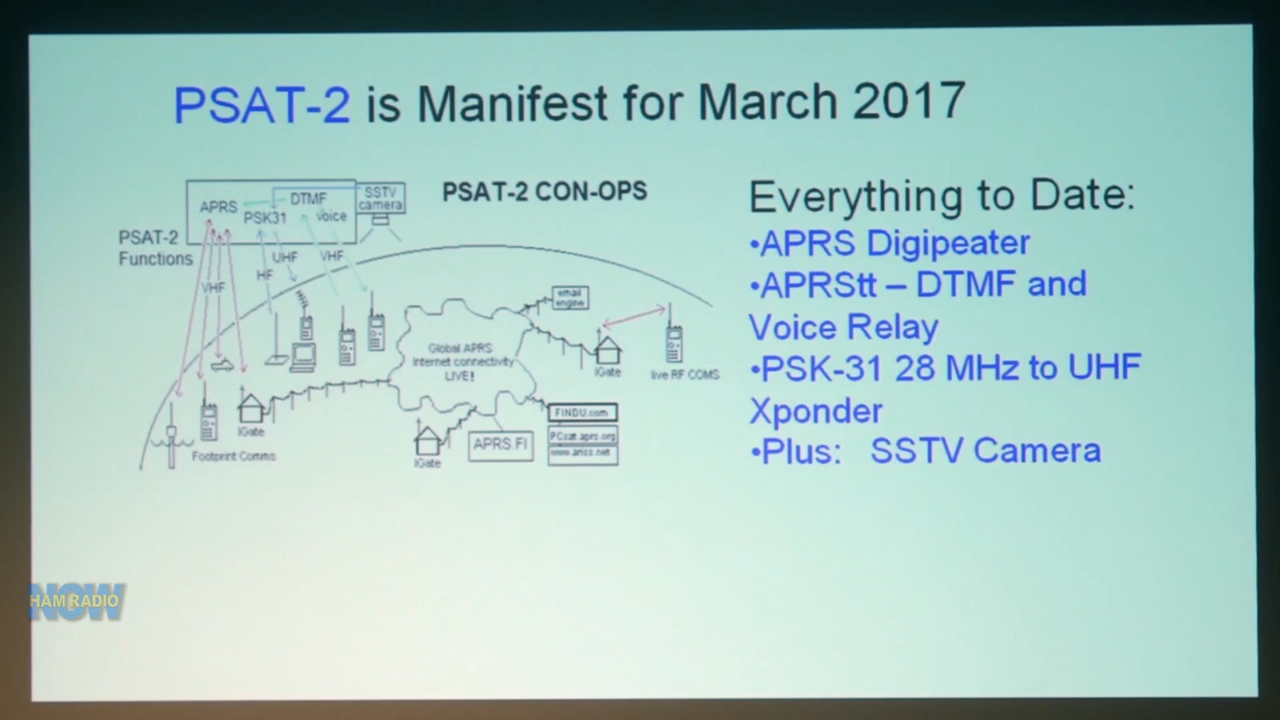 PSAT-2 is Manifest for March 2017
PSAT-2 CON-OPS
APRS
DTMF
SSTV
camera
PSK31
voice
PSAT-2
Functions
UHF
VHF
HF
VHF
email
engine
Global APRS
Internet connectivity
LIVE!
IGate
live RF COMS
IGate
Footprint Comms
IGate
APRS.FI
FINDU.com
PCsat.aprs.org
www.ariss.net
Everything to Date:
•APRS Digipeater
•APRStt – DTMF and
Voice Relay
•PSK-31 28 MHz to UHF
Xponder
•Plus: SSTV Camera
HAM RADIO
NOW